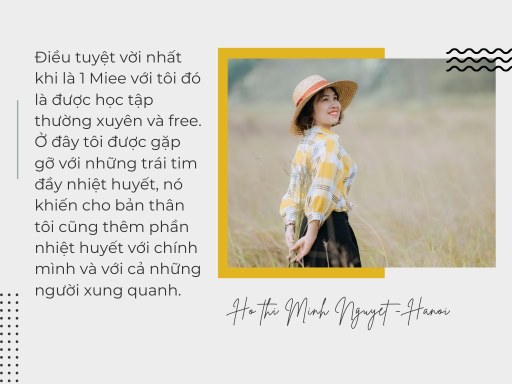 Điều tuyệt vời nhất
khi là 1 Miee với tôi đó
là được học tập
thường xuyên và free.
Ở đây tôi được gặp
gỡ với những trái tim
đầy nhiệt huyết, nó
khiến cho bản thân
tôi cũng thêm phần
nhiệt huyết với chính
mình và với cả những
người xung quanh.
Ho thi Minh Nguyet -Hanoi